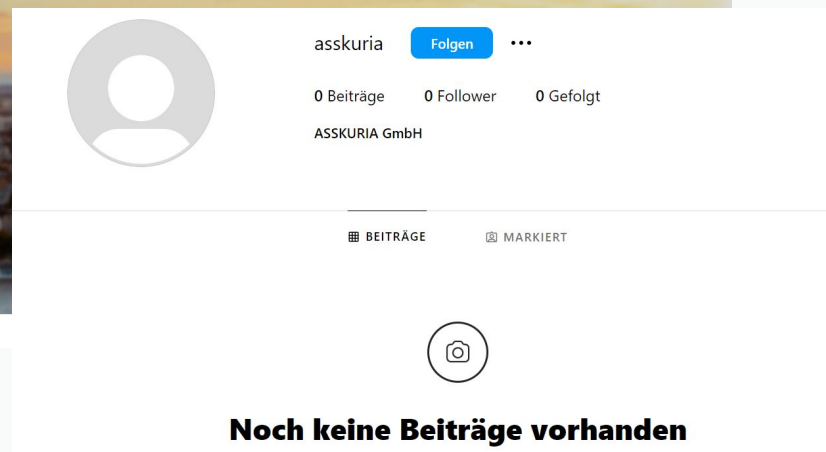 asskuria Folgen
0 Beiträge 0 Follower 0 Gefolgt
ASSKURIA GmbH
BEITRÄGE MARKIERT
Noch keine Beiträge vorhanden